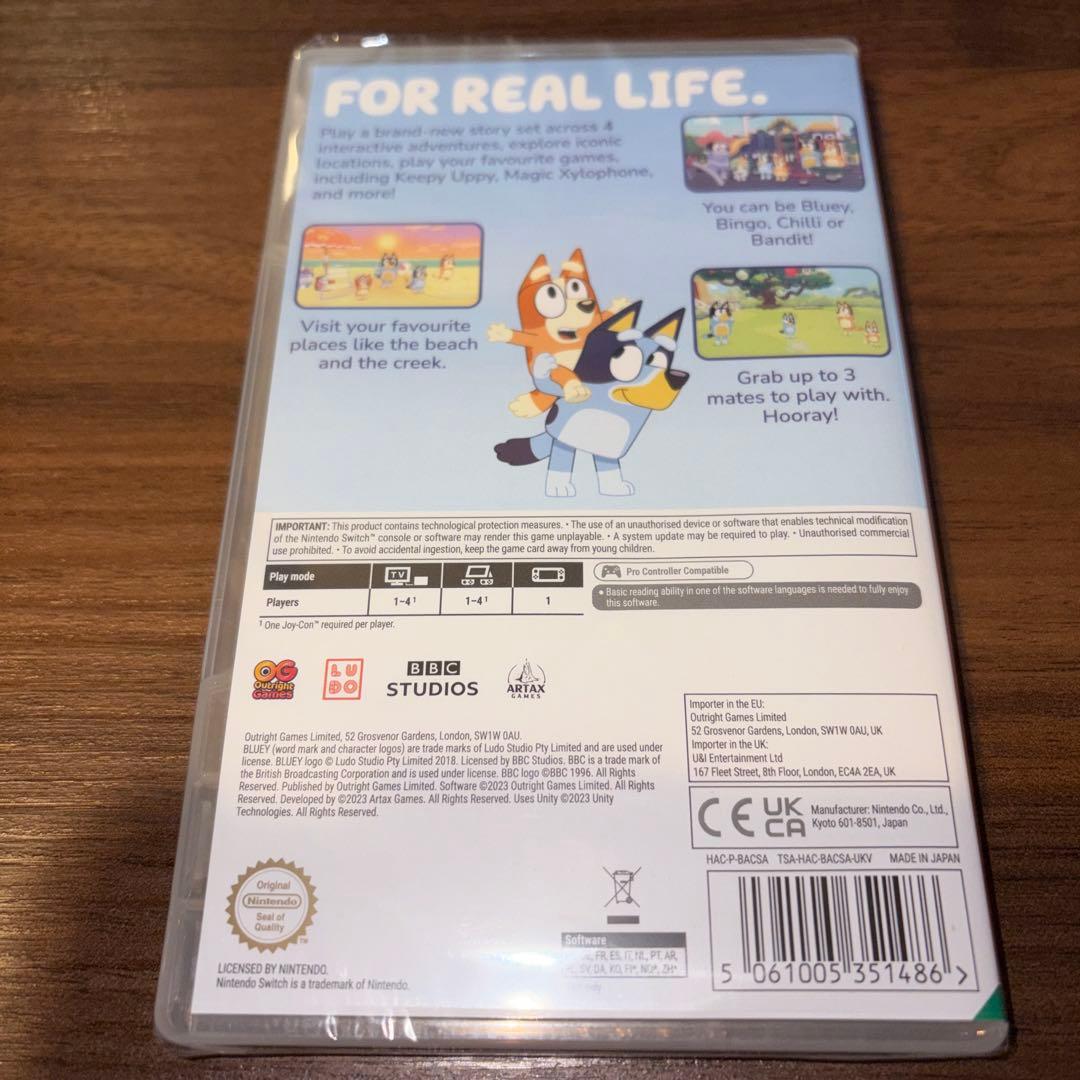 FOR REAL LIFE.
Play a brand-new story set across 4
interactive adventures, explore iconic
locations, play your favourite games,
including Keepy Uppy, Magic Xylophone,
and more!
You can be Bluey,
Bingo, Chilli or
Bandit!
Visit your favourite
places like the beach
and the creek.
Grab up to 3
mates to play with.
Hooray!
IMPORTANT: This product contains technological protection measures. • The use of an unauthorised device or software that enables technical modification
of the Nintendo Switch™ console or software may render this game unplayable. • A system update may be required to play. • Unauthorised commercial
use prohibited. • To avoid accidental ingestion, keep the game card away from young children.
Play mode
TV
Players
1-4¹
1-4¹
1
¹ One Joy-Con™ required per player.
Pro Controller Compatible
• Basic reading ability in one of the software languages is needed to fully enjoy
this software.
OG
Outright
Games
LU
DO
BBC
STUDIOS
ARTAX
GAMES
Outright Games Limited, 52 Grosvenor Gardens, London, SW1W 0AU.
BLUEY (word mark and character logos) are trade marks of Ludo Studio Pty Limited and are used under
license. BLUEY logo © Ludo Studio Pty Limited 2018. Licensed by BBC Studios. BBC is a trade mark of
the British Broadcasting Corporation and is used under license. BBC logo ©BBC 1996. All Rights
Reserved. Published by Outright Games Limited. Software ©2023 Outright Games Limited. All Rights
Reserved. Developed by ©2023 Artax Games. All Rights Reserved. Uses Unity ©2023 Unity
Technologies. All Rights Reserved.
Importer in the EU:
Outright Games Limited
52 Grosvenor Gardens, London, SW1W 0AU, UK
Importer in the UK:
U&I Entertainment Ltd
167 Fleet Street, 8th Floor, London, EC4A 2EA, UK
CE
UK
CA
Manufacturer: Nintendo Co., Ltd.,
Kyoto 601-8501, Japan
HAC-P-BACSA TSA-HAC-BACSA-UKV MADE IN JAPAN
Original
Nintendo
Seal of
Quality
TM
LICENSED BY NINTENDO.
Nintendo Switch is a trademark of Nintendo.
Software
FR, ES, IT, NL, PT, AR,
SV, DA, KO, FI*, NO*, ZH*
5 061005 351486 >